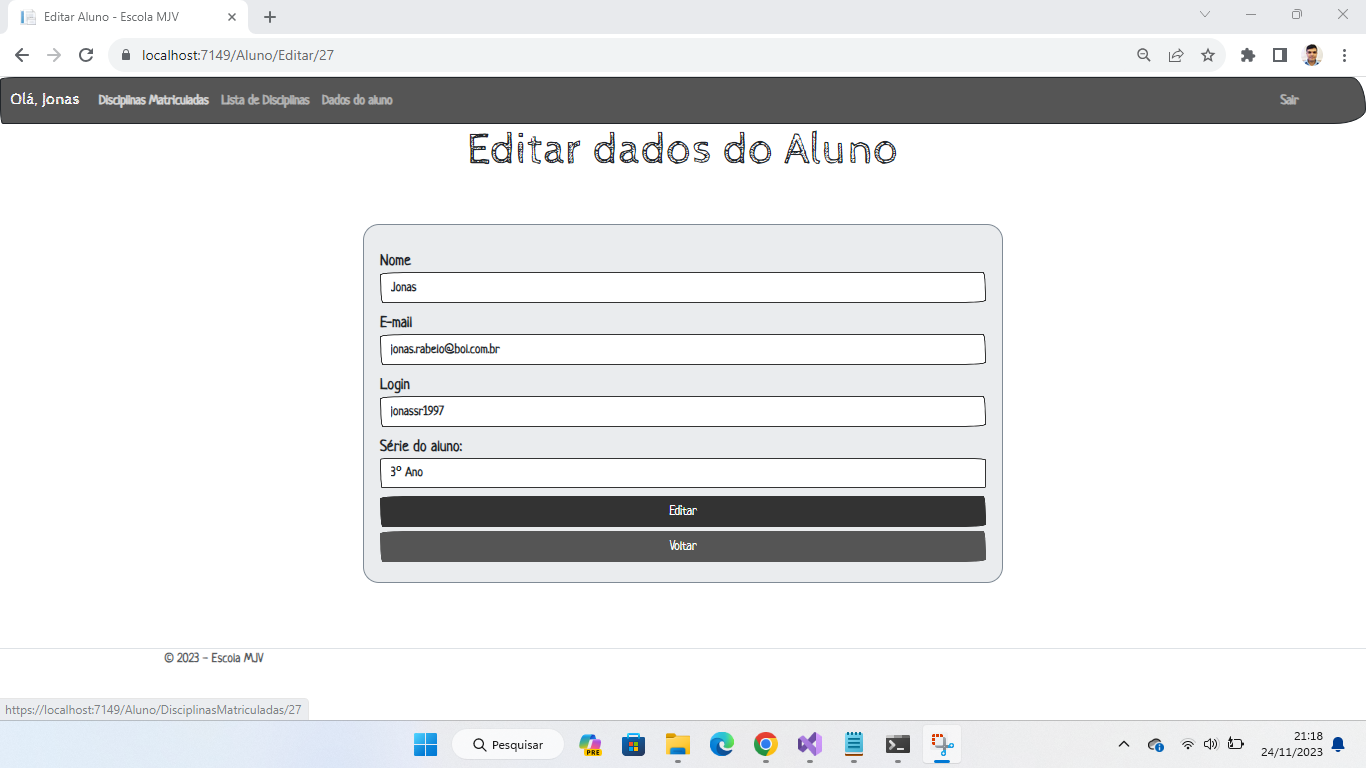 Editar Aluno - Escola MJV
localhost:7149/Aluno/Editar/27
Olá, Jonas Disciplinas Matriculadas Lista de Disciplinas Dados do aluno Sair
Editar dados do Aluno
Nome
Jonas
E-mail
jonas.rabelo@bol.com.br
Login
jonassr1997
Série do aluno:
3º Ano
Editar
Voltar
© 2023 - Escola MJV
https://localhost:7149/Aluno/DisciplinasMatriculadas/27
Pesquisar
PRE
21:18
24/11/2023